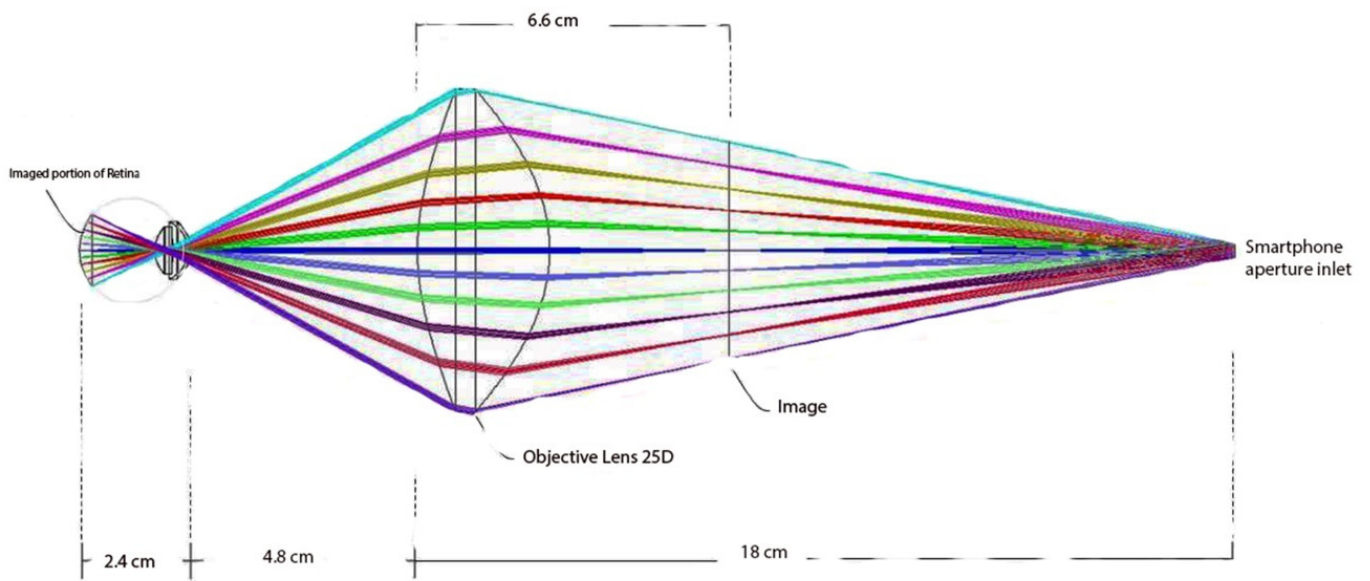 6.6 cm
Imaged portion of Retina
Smartphone
aperture inlet
Image
Objective Lens 25D
2.4 cm
4.8 cm
18 cm